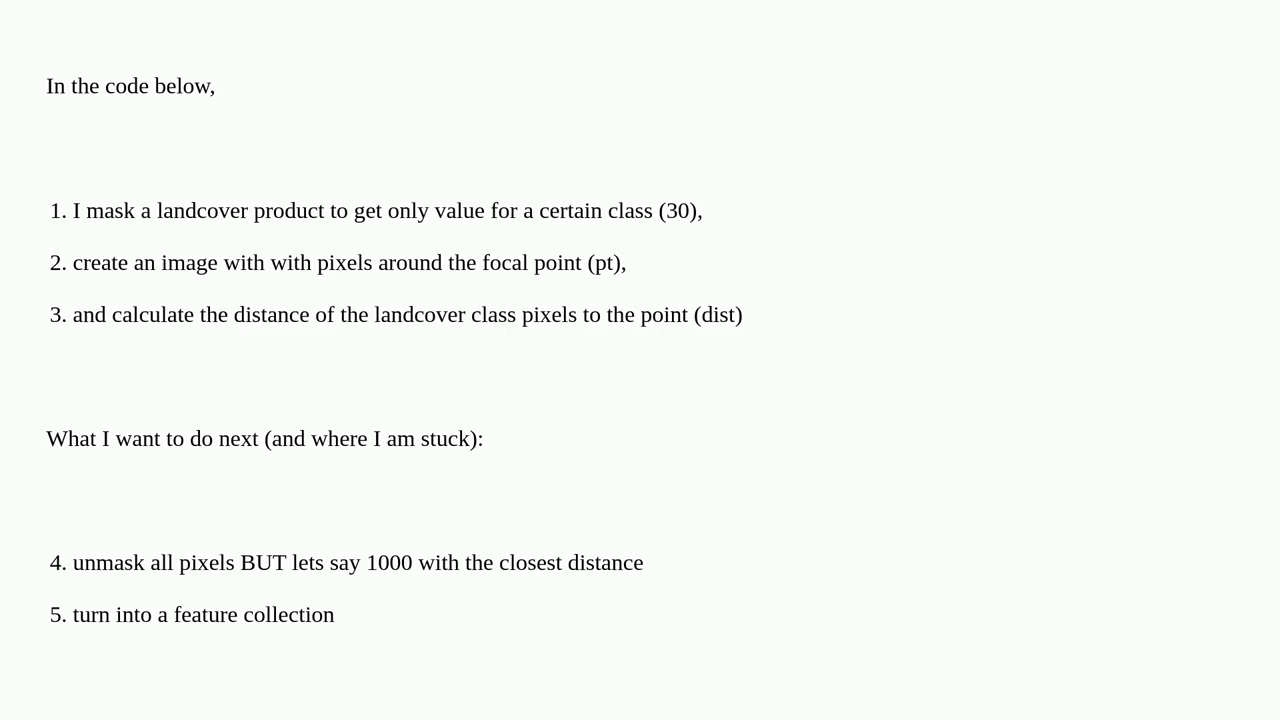 In the code below,
1. I mask a landcover product to get only value for a certain class (30),
2. create an image with with pixels around the focal point (pt),
3. and calculate the distance of the landcover class pixels to the point (dist)
What I want to do next (and where I am stuck):
4. unmask all pixels BUT lets say 1000 with the closest distance
5. turn into a feature collection